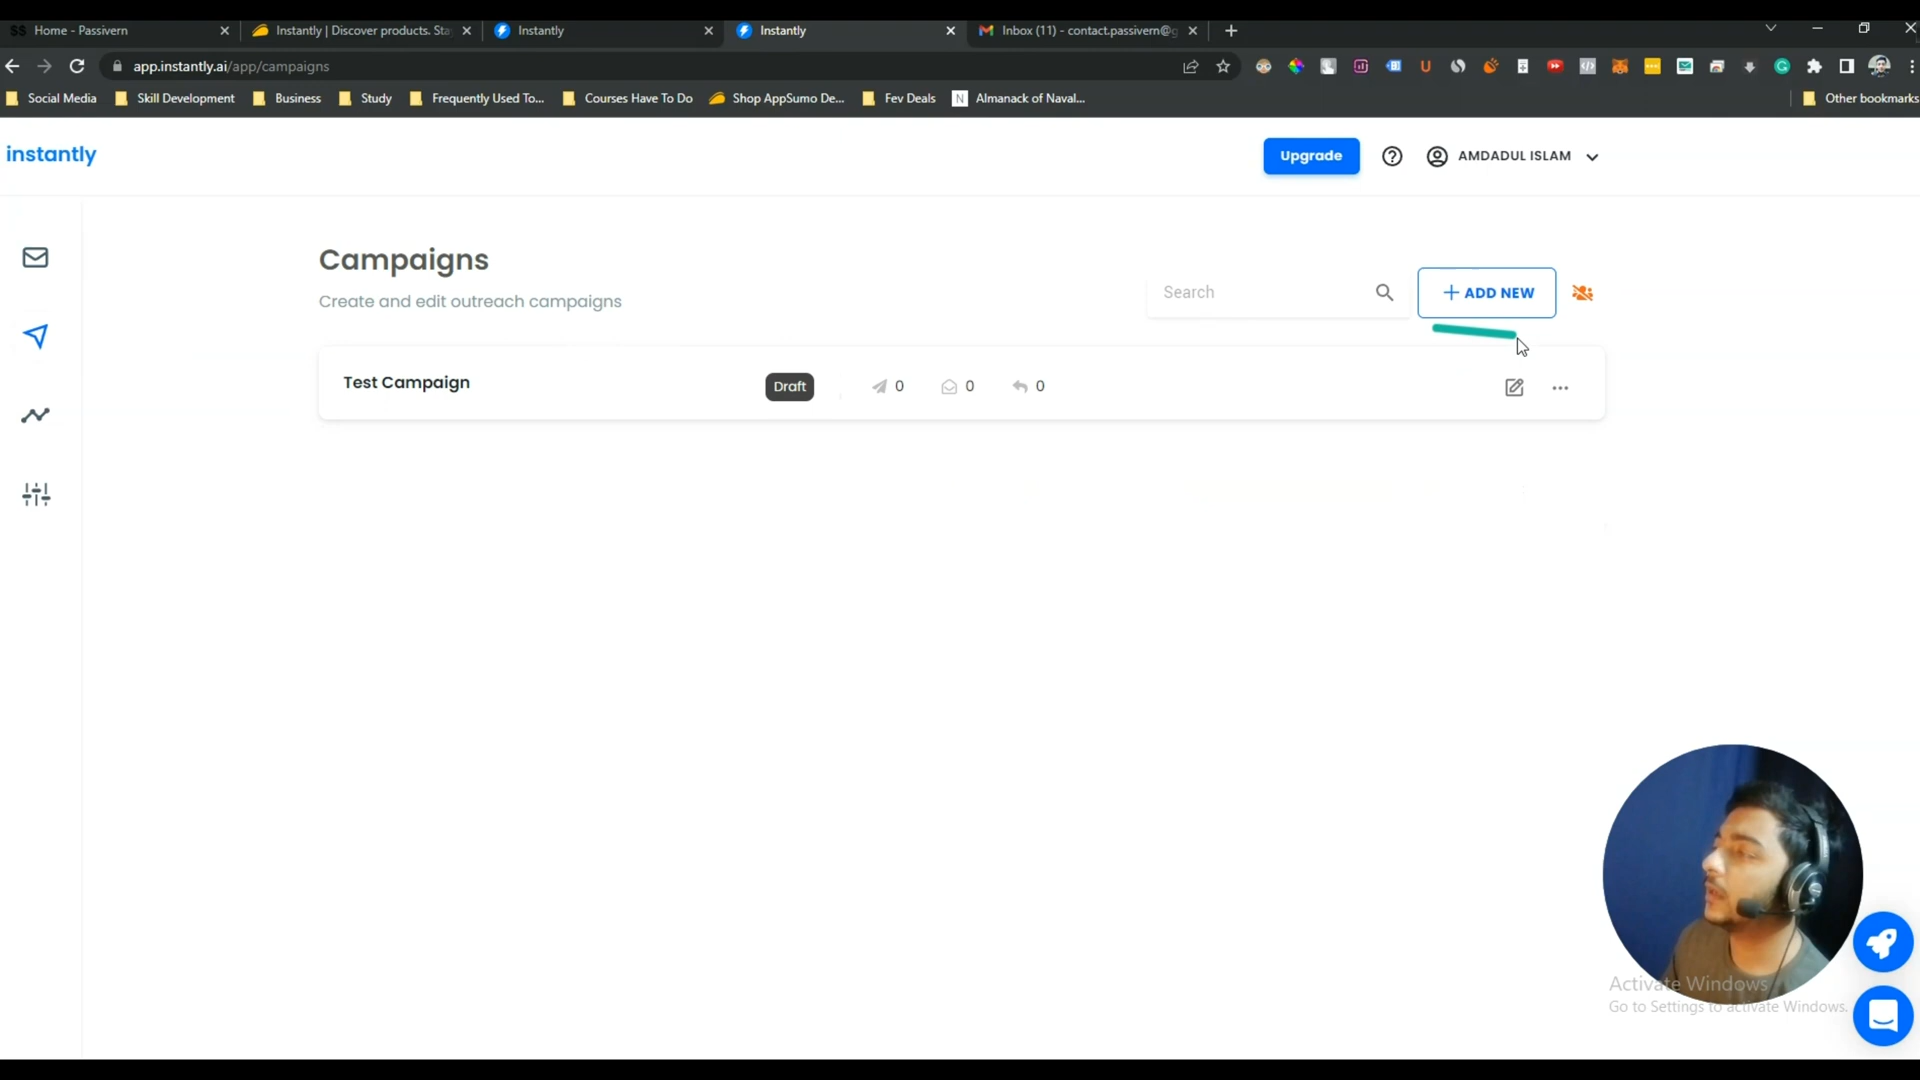 $$ Home - Passivern
Instantly | Discover products. Sta
Instantly
Instantly
Inbox (11) - contact.passivern@g
app.instantly.ai/app/campaigns
Social Media
Skill Development
Business
Study
Frequently Used To...
Courses Have To Do
Shop AppSumo De...
Fev Deals
N Almanack of Naval...
Other bookmarks
instantly
Upgrade
AMDADUL ISLAM
Campaigns
Create and edit outreach campaigns
Search
+ ADD NEW
Test Campaign
Draft
0
0
0
Activate Windows
Go to Settings to activate Windows.